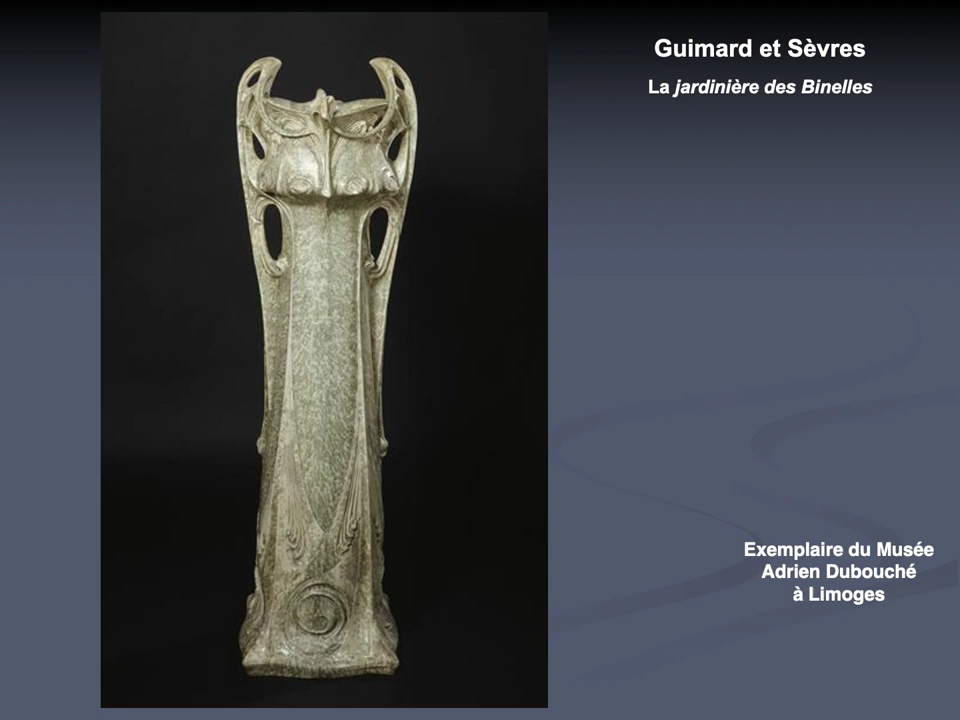 Guimard et Sèvres
La jardinière des Binelles
Exemplaire du Musée
Adrien Dubouché
à Limoges